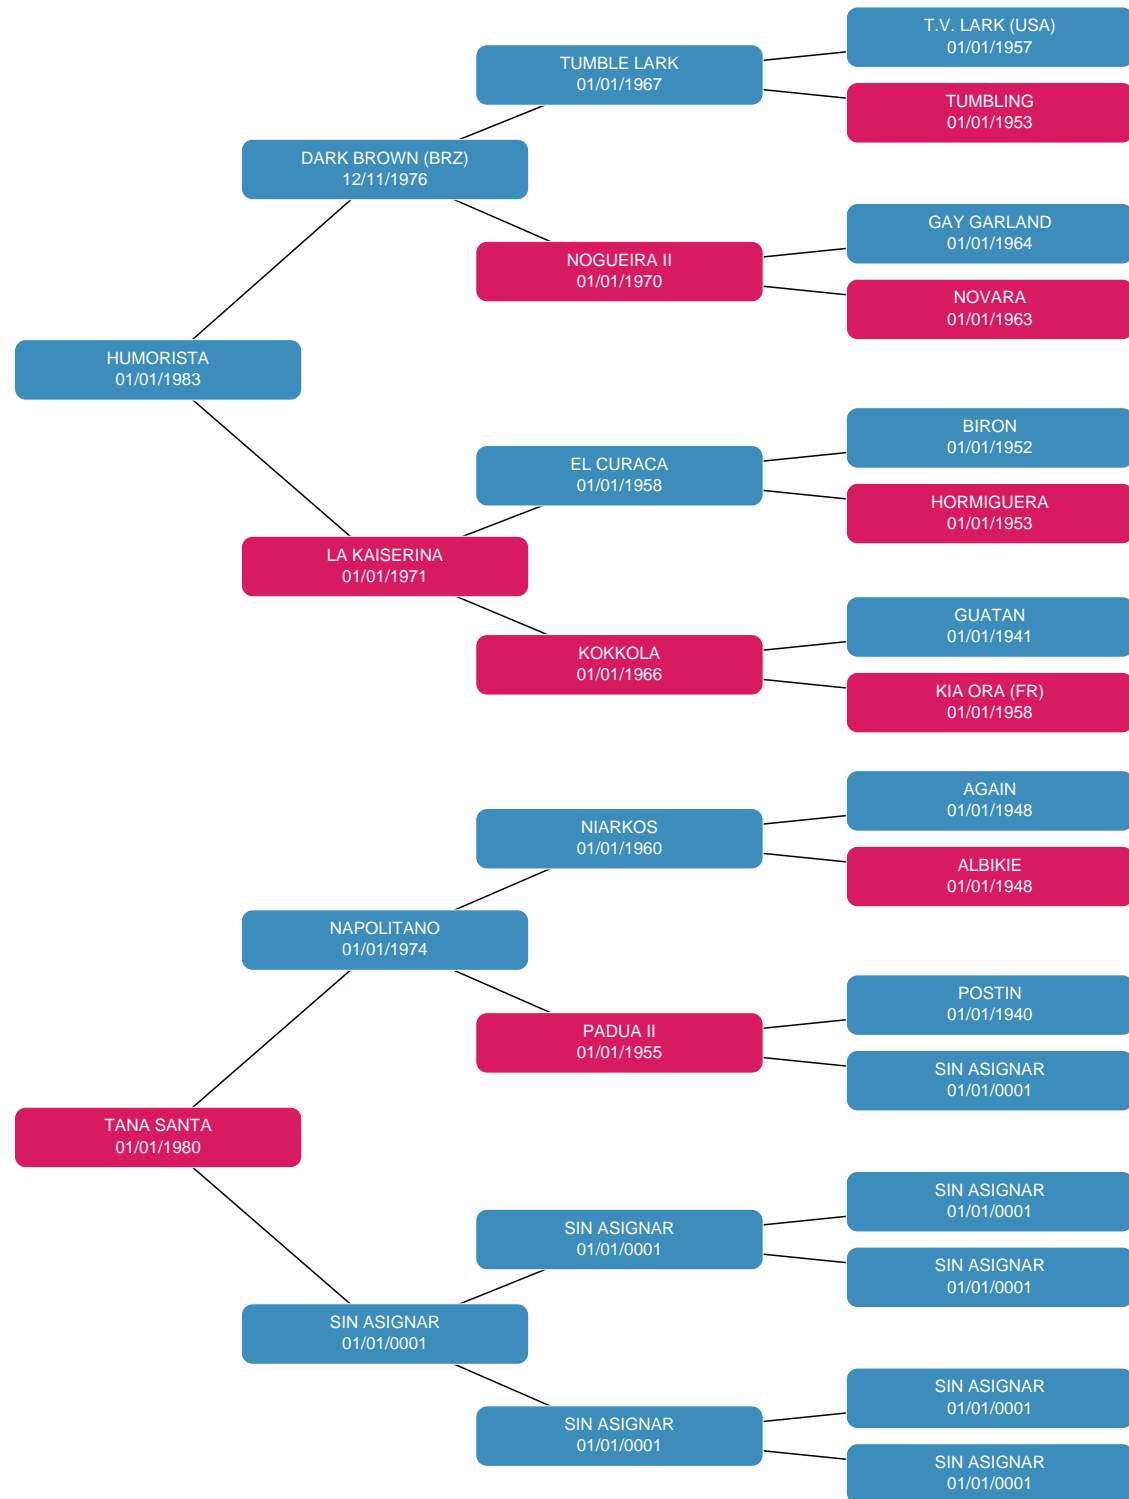 T.V. LARK (USA)
01/01/1957
TUMBLE LARK
01/01/1967
TUMBLING
01/01/1953
DARK BROWN (BRZ)
12/11/1976
GAY GARLAND
01/01/1964
NOGUEIRA II
01/01/1970
NOVARA
01/01/1963
HUMORISTA
01/01/1983
BIRON
01/01/1952
EL CURACA
01/01/1958
HORMIGUERA
01/01/1953
LA KAISERINA
01/01/1971
GUATAN
01/01/1941
KOKKOLA
01/01/1966
KIA ORA (FR)
01/01/1958
AGAIN
01/01/1948
NIARKOS
01/01/1960
ALBIKIE
01/01/1948
NAPOLITANO
01/01/1974
POSTIN
01/01/1940
PADUA II
01/01/1955
SIN ASIGNAR
01/01/0001
TANA SANTA
01/01/1980
SIN ASIGNAR
01/01/0001
SIN ASIGNAR
01/01/0001
SIN ASIGNAR
01/01/0001
SIN ASIGNAR
01/01/0001
SIN ASIGNAR
01/01/0001
SIN ASIGNAR
01/01/0001
SIN ASIGNAR
01/01/0001